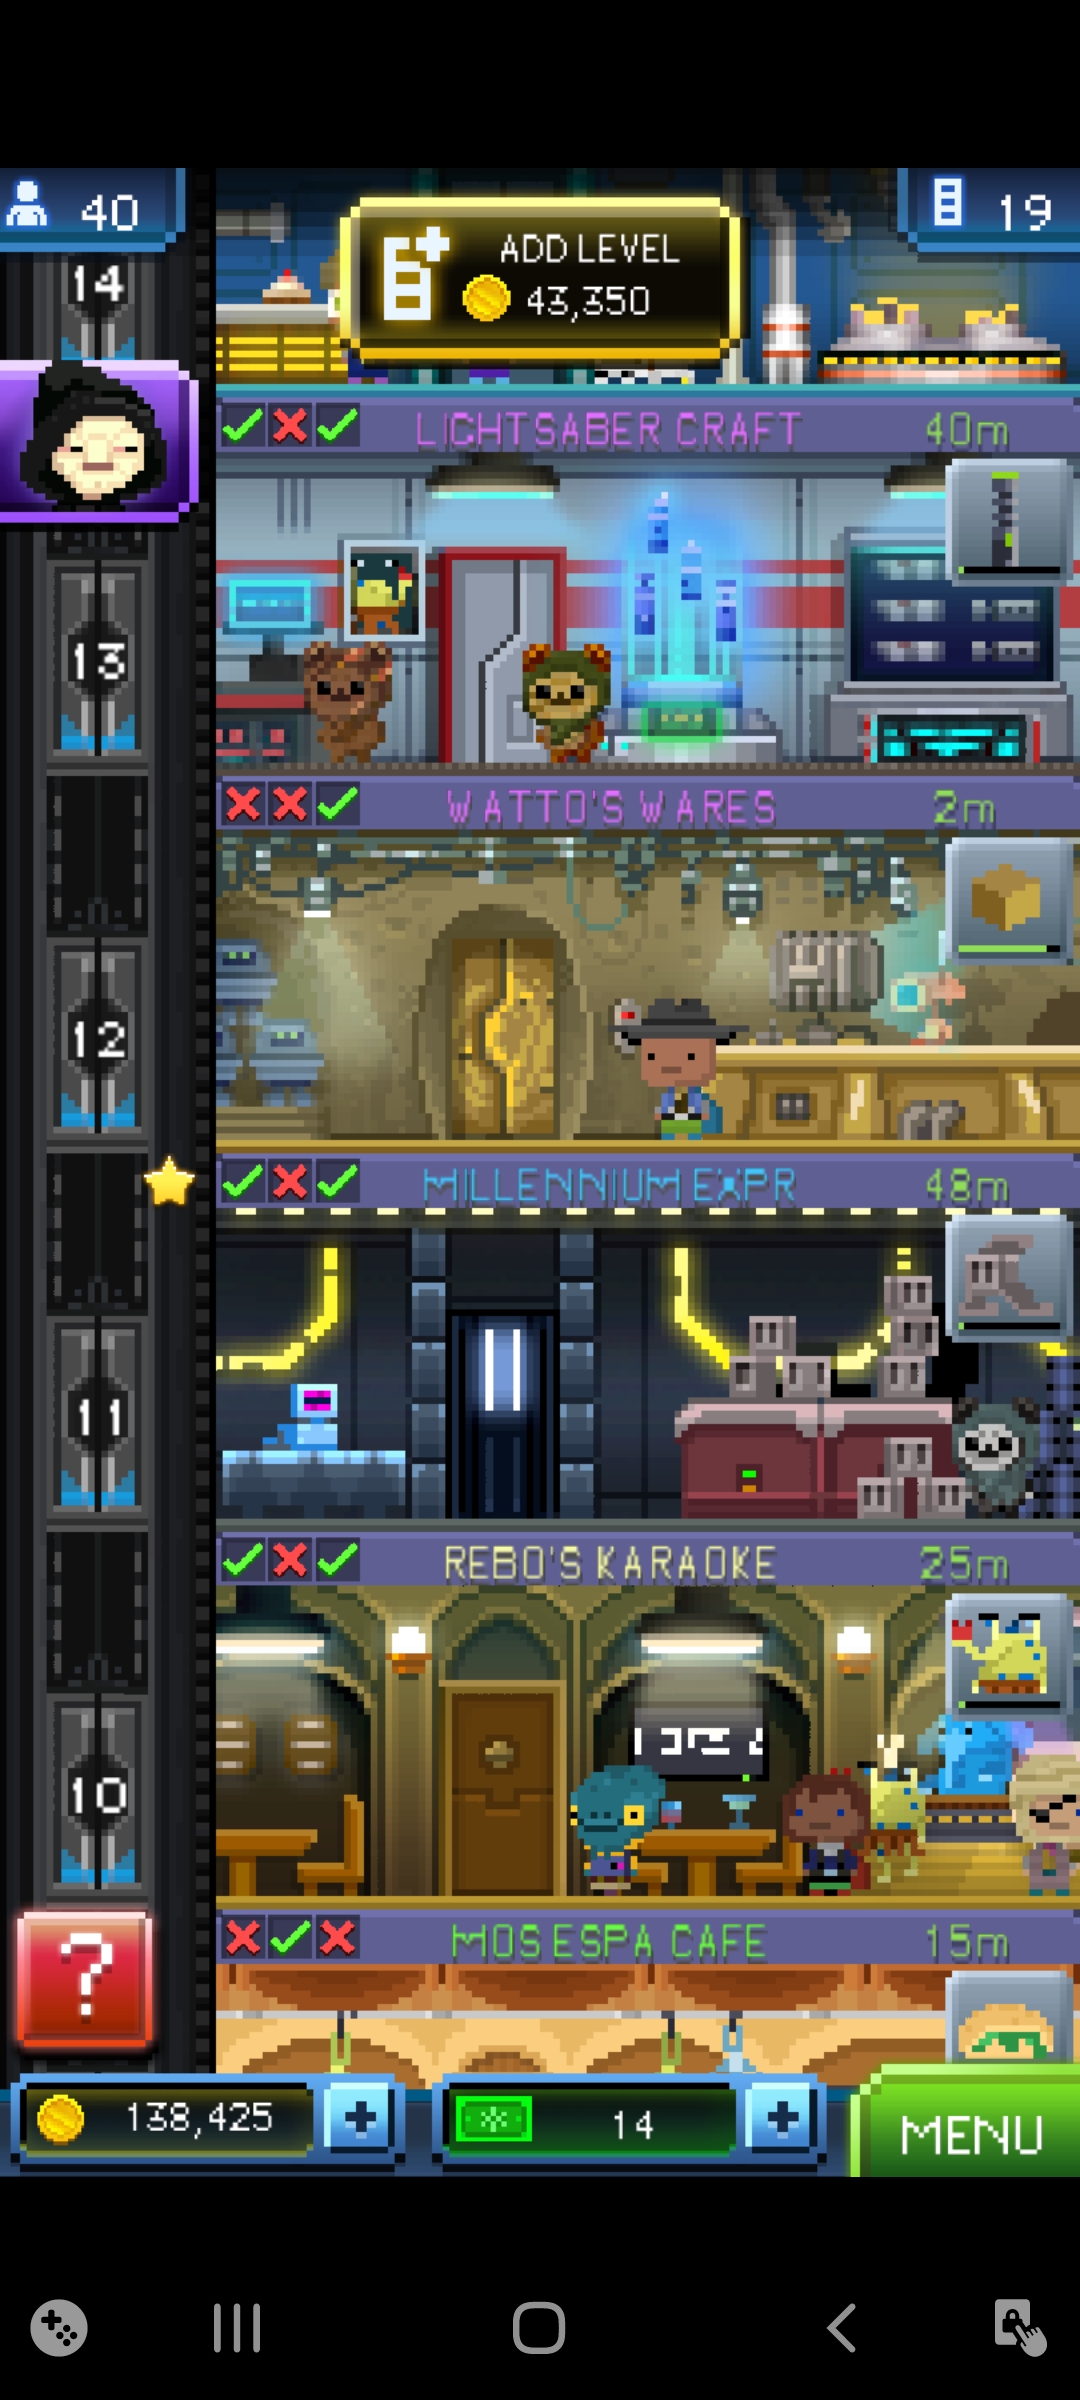 40
19
ADD LEVEL
43,350
14
LIGHTSABER CRAFT 40m
13
WATTO'S WARES 2m
12
MILLENNIUM EXPR 48m
11
REBO'S KARAOKE 25m
10
?
MOS ESPA CAFE 15m
138,425 +
14 +
MENU